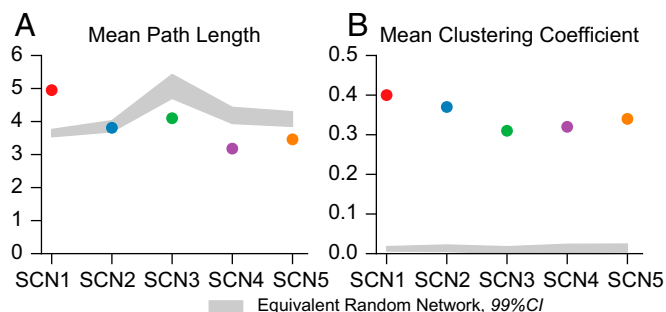 A
Mean Path Length
6
5
4
3
2
1
0
SCN1 SCN2 SCN3 SCN4 SCN5
B
Mean Clustering Coefficient
0.5
0.4
0.3
0.2
0.1
0.0
SCN1 SCN2 SCN3 SCN4 SCN5
Equivalent Random Network, 99%CI